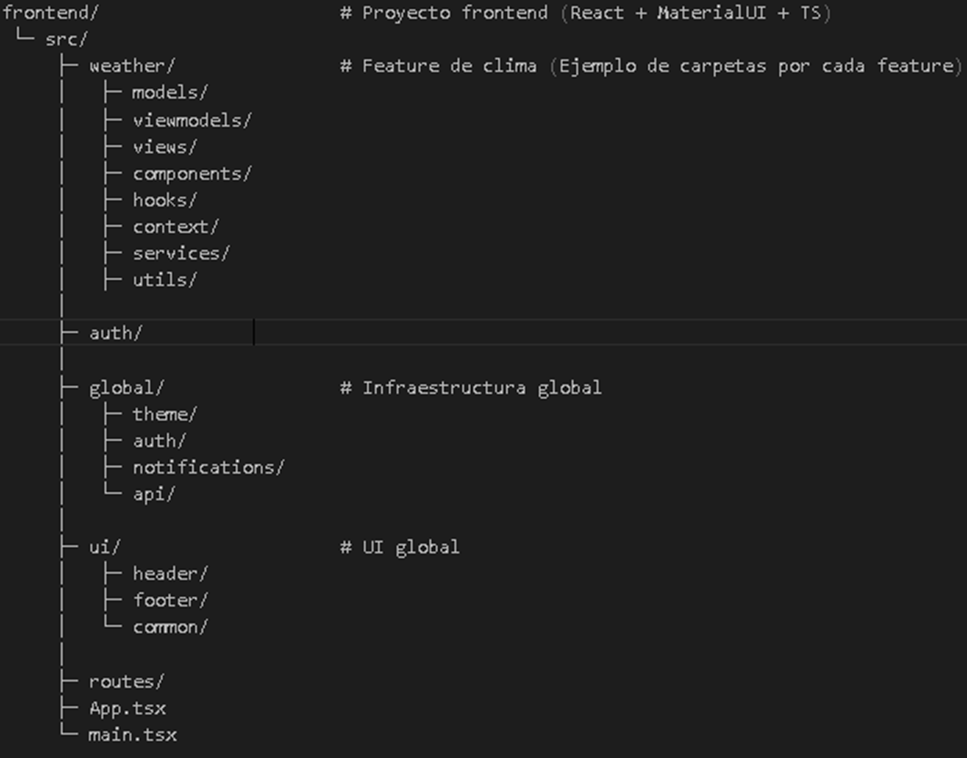 frontend/                      # Proyecto frontend (React + MaterialUI + TS)
└─ src/
   ├─ weather/                 # Feature de clima (Ejemplo de carpetas por cada feature)
   │  ├─ models/
   │  ├─ viewmodels/
   │  ├─ views/
   │  ├─ components/
   │  ├─ hooks/
   │  ├─ context/
   │  ├─ services/
   │  ├─ utils/
   │
   ├─ auth/
   │
   ├─ global/                  # Infraestructura global
   │  ├─ theme/
   │  ├─ auth/
   │  ├─ notifications/
   │  └─ api/
   │
   ├─ ui/                      # UI global
   │  ├─ header/
   │  ├─ footer/
   │  └─ common/
   │
   ├─ routes/
   ├─ App.tsx
   └─ main.tsx